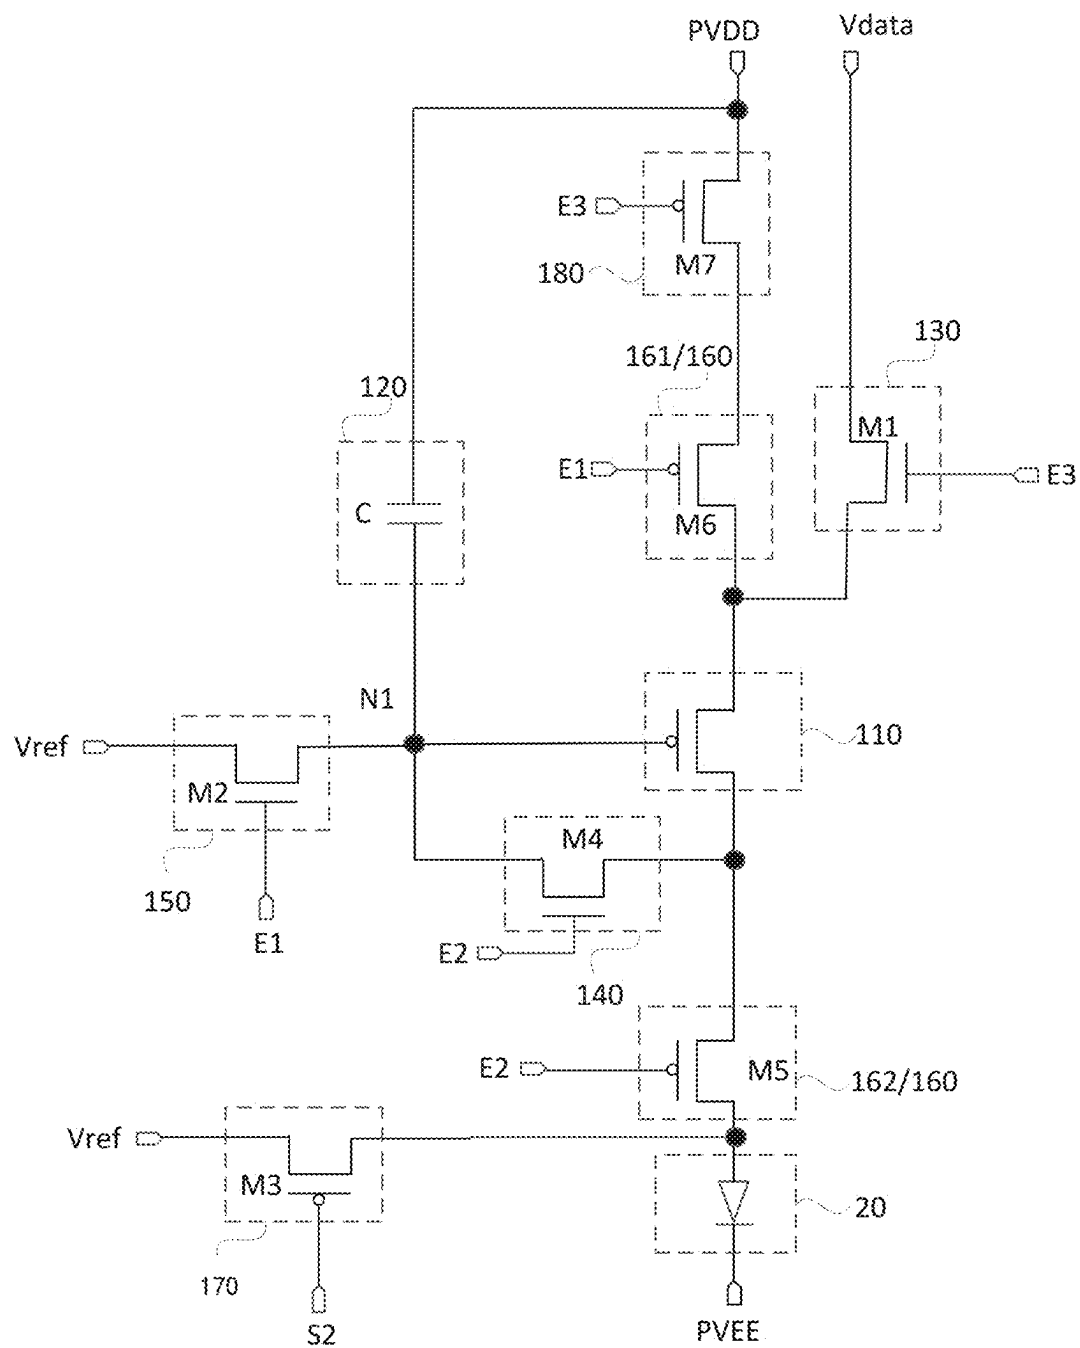 PVDD
Vdata
E3
M7
180
161/160
130
120
M1
E1
E3
C
M6
N1
110
Vref
M2
M4
150
E1
E2
140
E2
M5
162/160
Vref
M3
20
170
S2
PVEE